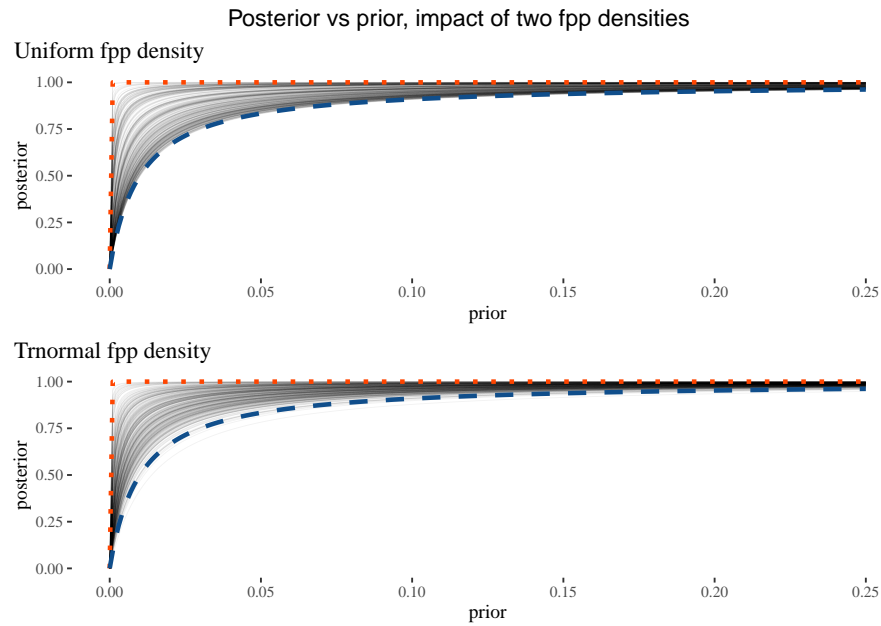 Posterior vs prior, impact of two fpp densities
Uniform fpp density
1.00
0.75
0.50
0.25
0.00
posterior
0.00 0.05 0.10 0.15 0.20 0.25
prior
Trnormal fpp density
1.00
0.75
0.50
0.25
0.00
posterior
0.00 0.05 0.10 0.15 0.20 0.25
prior